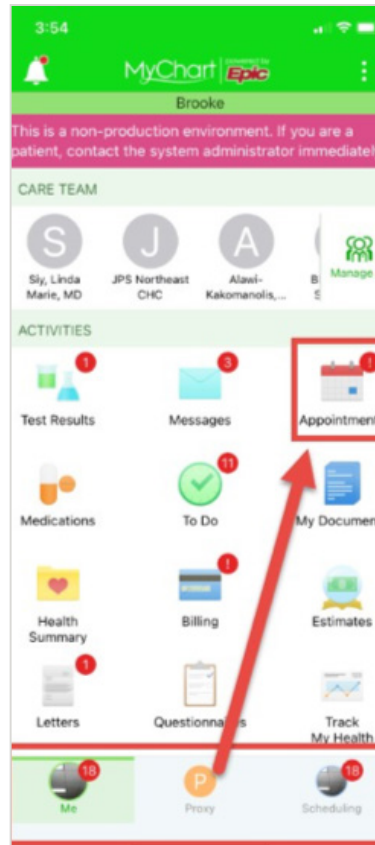 3:54
MyChart powered by Epic
Brooke
This is a non-production environment. If you are a
patient, contact the system administrator immediatel
CARE TEAM
S J A
Sly, Linda Marie, MD
JPS Northeast CHC
Alawi-Kakomanolis,...
B
S
Manage
ACTIVITIES
1 3 !
Test Results Messages Appointment
11
Medications To Do My Documen
!
Health Summary
Billing
Estimates
1
Letters
Questionnaires
Track My Health
18 P 18
Me Proxy Scheduling